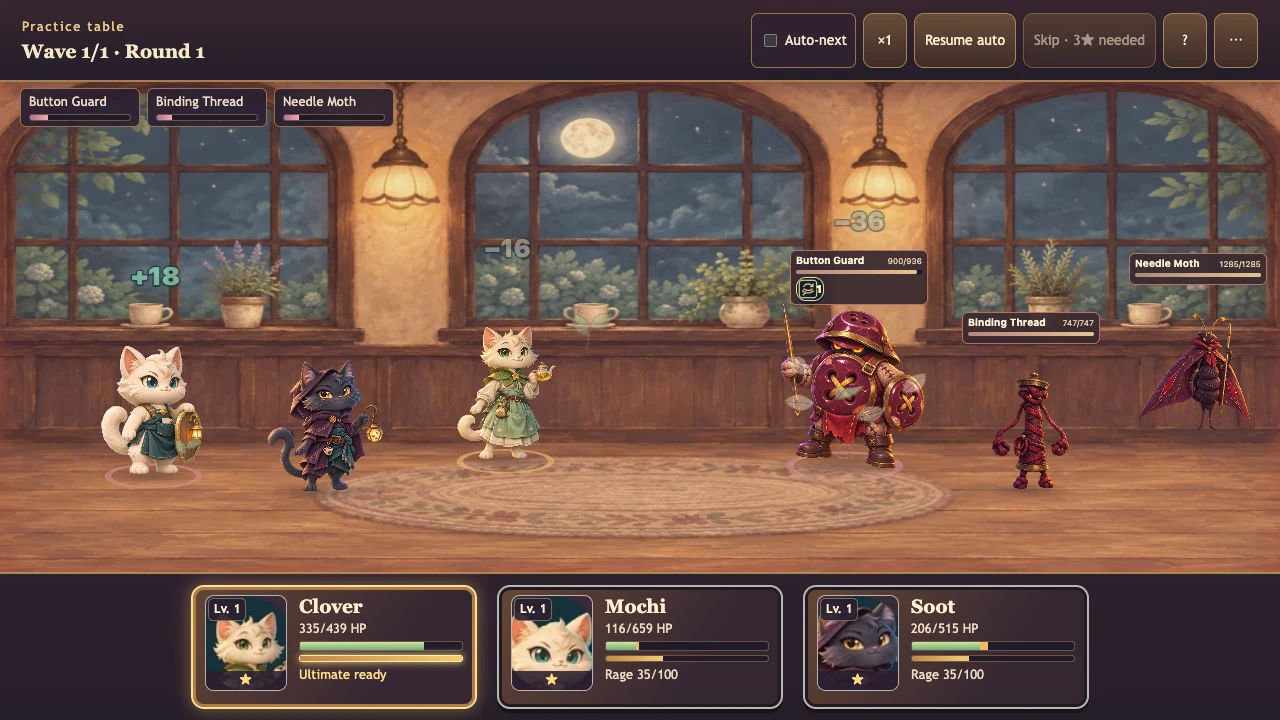 Practice table
Wave 1/1 · Round 1
Auto-next
×1
Resume auto
Skip · 3★ needed
?
···
Button Guard
Binding Thread
Needle Moth
+18
−16
−36
Button Guard 900/936
1
Binding Thread 747/747
Needle Moth 1285/1285
Lv. 1
Clover
335/439 HP
Ultimate ready
Lv. 1
Mochi
116/659 HP
Rage 35/100
Lv. 1
Soot
206/515 HP
Rage 35/100